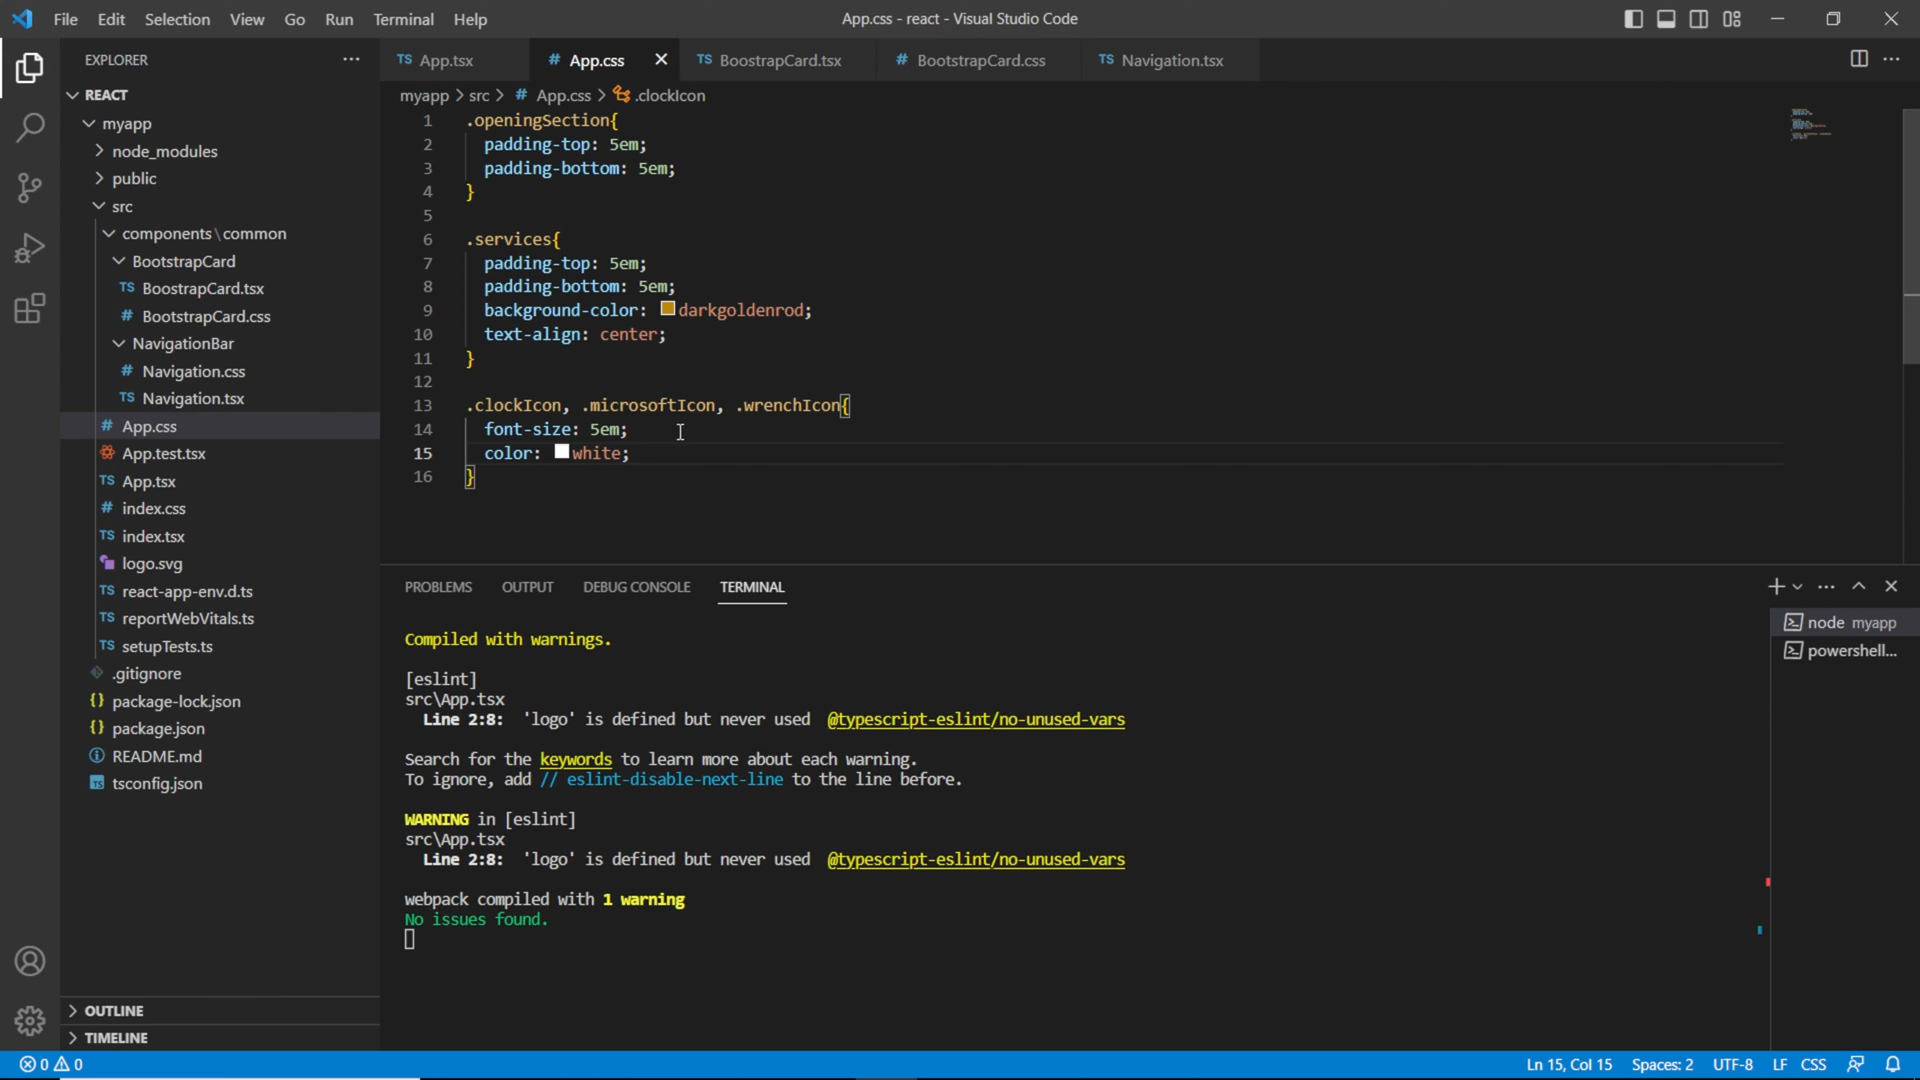 File Edit Selection View Go Run Terminal Help
App.css - react - Visual Studio Code
EXPLORER
REACT
myapp
node_modules
public
src
components\common
BootstrapCard
TS BoostrapCard.tsx
# BootstrapCard.css
NavigationBar
# Navigation.css
TS Navigation.tsx
# App.css
App.test.tsx
TS App.tsx
# index.css
TS index.tsx
logo.svg
TS react-app-env.d.ts
TS reportWebVitals.ts
TS setupTests.ts
.gitignore
{} package-lock.json
{} package.json
README.md
tsconfig.json
OUTLINE
TIMELINE
TS App.tsx # App.css TS BoostrapCard.tsx # BootstrapCard.css TS Navigation.tsx
myapp > src > # App.css > .clockIcon
1 .openingSection{
2 padding-top: 5em;
3 padding-bottom: 5em;
4 }
5
6 .services{
7 padding-top: 5em;
8 padding-bottom: 5em;
9 background-color: darkgoldenrod;
10 text-align: center;
11 }
12
13 .clockIcon, .microsoftIcon, .wrenchIcon{
14 font-size: 5em;
15 color: white;
16 }
PROBLEMS OUTPUT DEBUG CONSOLE TERMINAL
Compiled with warnings.
[eslint]
src\App.tsx
Line 2:8: 'logo' is defined but never used @typescript-eslint/no-unused-vars
Search for the keywords to learn more about each warning.
To ignore, add // eslint-disable-next-line to the line before.
WARNING in [eslint]
src\App.tsx
Line 2:8: 'logo' is defined but never used @typescript-eslint/no-unused-vars
webpack compiled with 1 warning
No issues found.
node myapp
powershell...
0 0
Ln 15, Col 15 Spaces: 2 UTF-8 LF CSS